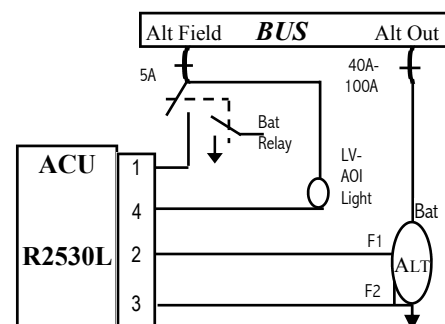 BUS
Alt Field
Alt Out
5A
40A-
100A
Bat
Relay
LV-
AOI
Light
ACU
R2530L
1
4
2
3
F1
F2
Bat
ALT